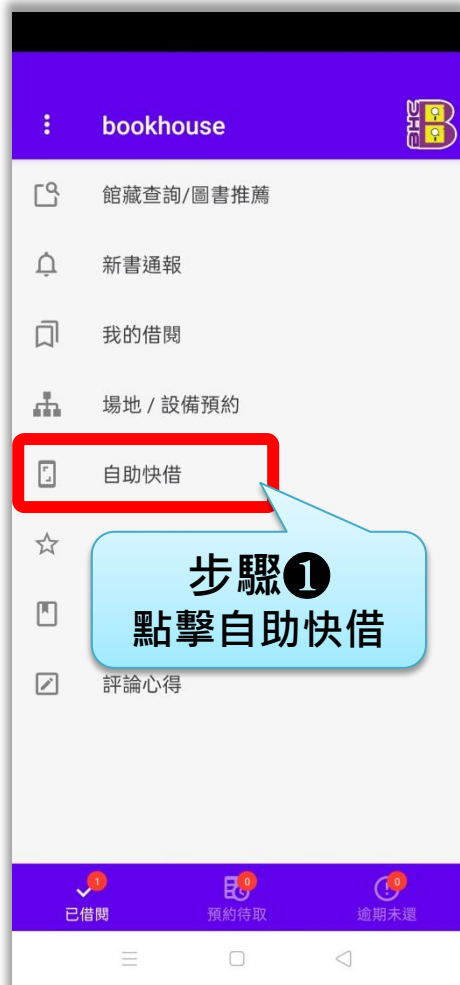 bookhouse
BHS
館藏查詢/圖書推薦
新書通報
我的借閱
場地 / 設備預約
自助快借
步驟❶
點擊自助快借
評論心得
1
0
0
已借閱
預約待取
逾期未還